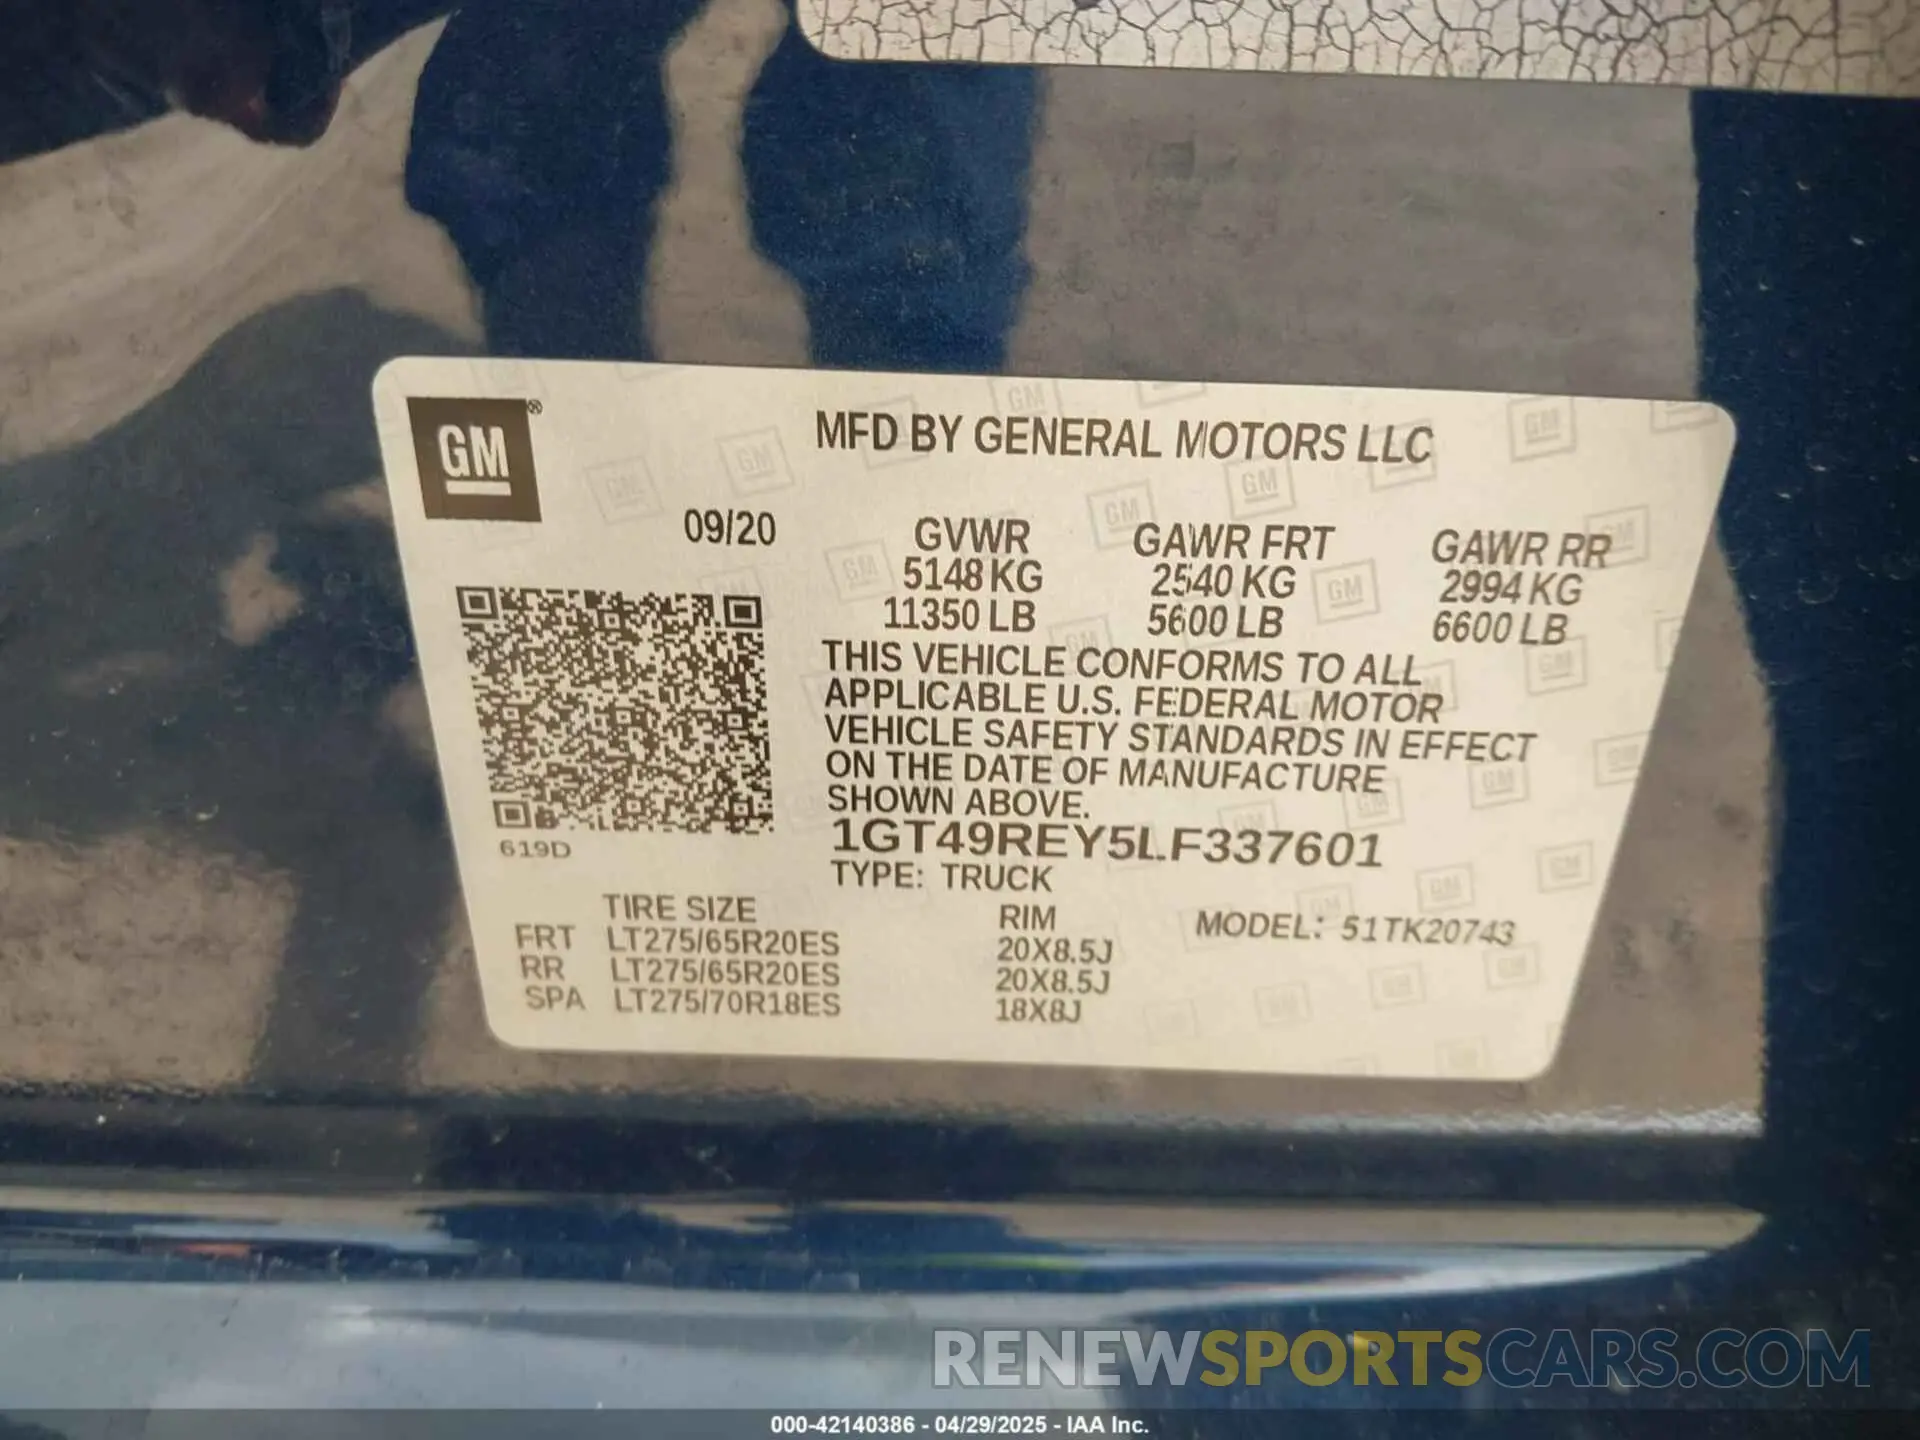 GM®
MFD BY GENERAL MOTORS LLC
09/20
GVWR GAWR FRT GAWR RR
5148 KG 2540 KG 2994 KG
11350 LB 5600 LB 6600 LB
THIS VEHICLE CONFORMS TO ALL
APPLICABLE U.S. FEDERAL MOTOR
VEHICLE SAFETY STANDARDS IN EFFECT
ON THE DATE OF MANUFACTURE
SHOWN ABOVE.
1GT49REY5LF337601
619D
TYPE: TRUCK
TIRE SIZE RIM MODEL: 51TK20743
FRT LT275/65R20ES 20X8.5J
RR LT275/65R20ES 20X8.5J
SPA LT275/70R18ES 18X8J
RENEWSPORTSCARS.COM
000-42140386 - 04/29/2025 - IAA Inc.